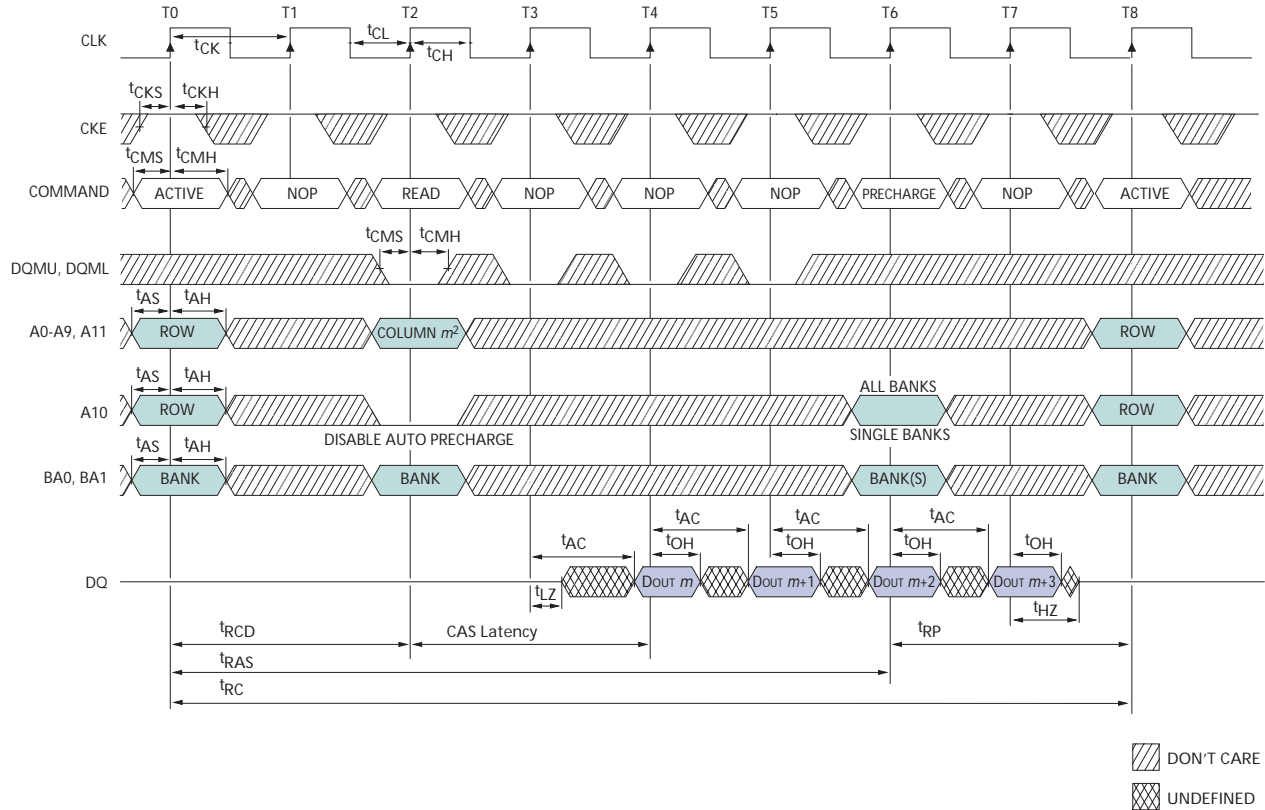 T0 T1 T2 T3 T4 T5 T6 T7 T8
CLK
tCK tCL tCH
tCKS tCKH
CKE
tCMS tCMH
COMMAND ACTIVE NOP READ NOP NOP NOP PRECHARGE NOP ACTIVE
tCMS tCMH
DQMU, DQML
tAS tAH
A0-A9, A11 ROW COLUMN m2 ROW
tAS tAH ALL BANKS
A10 ROW ROW
DISABLE AUTO PRECHARGE SINGLE BANKS
tAS tAH
BA0, BA1 BANK BANK BANK(S) BANK
tAC tAC tAC tAC
tOH tOH tOH tOH
DQ DOUT m DOUT m+1 DOUT m+2 DOUT m+3
tLZ tHZ
tRCD CAS Latency tRP
tRAS
tRC
DON'T CARE
UNDEFINED